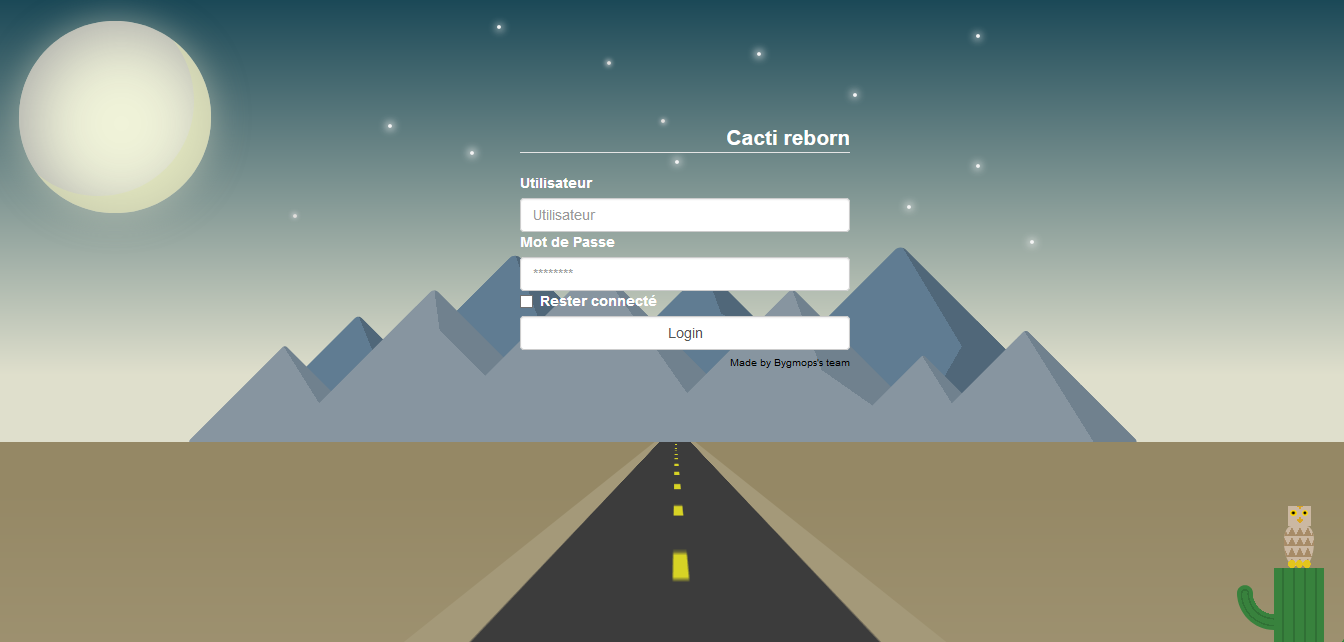 Cacti reborn
Utilisateur
Utilisateur
Mot de Passe
********
Rester connecté
Login
Made by Bygmops's team